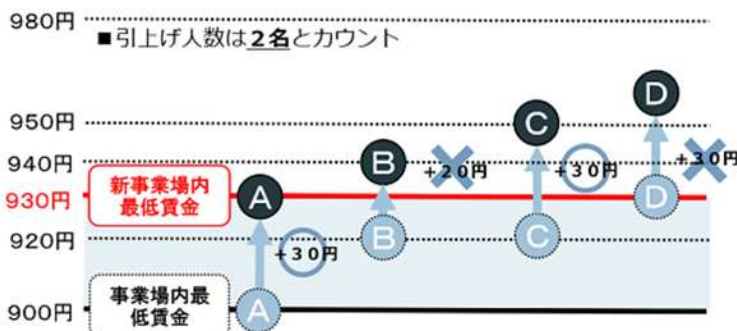 980円
■引上げ人数は2名とカウント
950円
940円
930円
920円
900円
新事業場内
最低賃金
事業場内最
低賃金
A
+30円
A
B
+20円
B
C
+30円
C
D
+30円
D